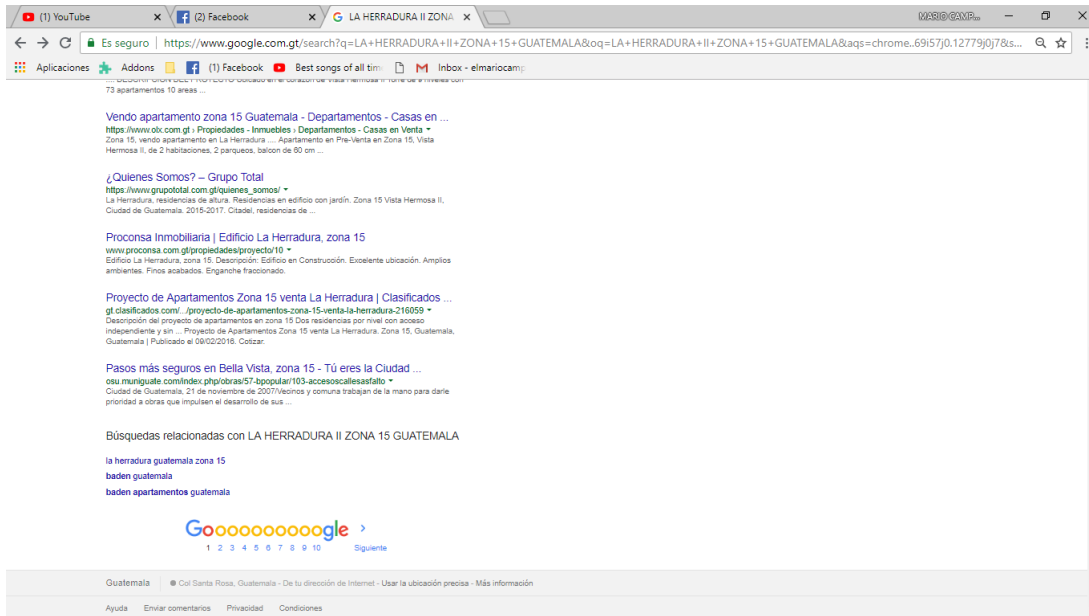 (1) YouTube
(2) Facebook
LA HERRADURA II ZONA
MARIO CAMP...
Es seguro | https://www.google.com.gt/search?q=LA+HERRADURA+II+ZONA+15+GUATEMALA&oq=LA+HERRADURA+II+ZONA+15+GUATEMALA&aqs=chrome..69i57j0.12779j0j7&s...
Aplicaciones Addons (1) Facebook Best songs of all tim Inbox - elmariocamp
73 apartamentos 10 areas ...
Vendo apartamento zona 15 Guatemala - Departamentos - Casas en ...
https://www.olx.com.gt › Propiedades - Inmuebles › Departamentos - Casas en Venta
Zona 15, vendo apartamento en La Herradura .... Apartamento en Pre-Venta en Zona 15, Vista
Hermosa II, de 2 habitaciones, 2 parqueos, balcon de 60 cm ...
¿Quienes Somos? – Grupo Total
https://www.grupototal.com.gt/quienes_somos/
La Herradura, residencias de altura. Residencias en edificio con jardín. Zona 15 Vista Hermosa II,
Ciudad de Guatemala. 2015-2017. Citadel, residencias de ...
Proconsa Inmobiliaria | Edificio La Herradura, zona 15
www.proconsa.com.gt/propiedades/proyecto/10
Edificio La Herradura, zona 15. Descripción: Edificio en Construcción. Excelente ubicación. Amplios
ambientes. Finos acabados. Enganche fraccionado.
Proyecto de Apartamentos Zona 15 venta La Herradura | Clasificados ...
gt.clasificados.com/.../proyecto-de-apartamentos-zona-15-venta-la-herradura-216059
Descripción del proyecto de apartamentos en zona 15 Dos residencias por nivel con acceso
independiente y sin ... Proyecto de Apartamentos Zona 15 venta La Herradura. Zona 15, Guatemala,
Guatemala | Publicado el 09/02/2016. Cotizar.
Pasos más seguros en Bella Vista, zona 15 - Tú eres la Ciudad ...
osu.muniguate.com/index.php/obras/57-bpopular/103-accesoscallesasfalto
Ciudad de Guatemala, 21 de noviembre de 2007/Vecinos y comuna trabajan de la mano para darle
prioridad a obras que impulsen el desarrollo de sus ...
Búsquedas relacionadas con LA HERRADURA II ZONA 15 GUATEMALA
la herradura guatemala zona 15
baden guatemala
baden apartamentos guatemala
Goooooooooogle
1 2 3 4 5 6 7 8 9 10 Siguiente
Guatemala Col Santa Rosa, Guatemala - De tu dirección de Internet - Usar la ubicación precisa - Más información
Ayuda Enviar comentarios Privacidad Condiciones